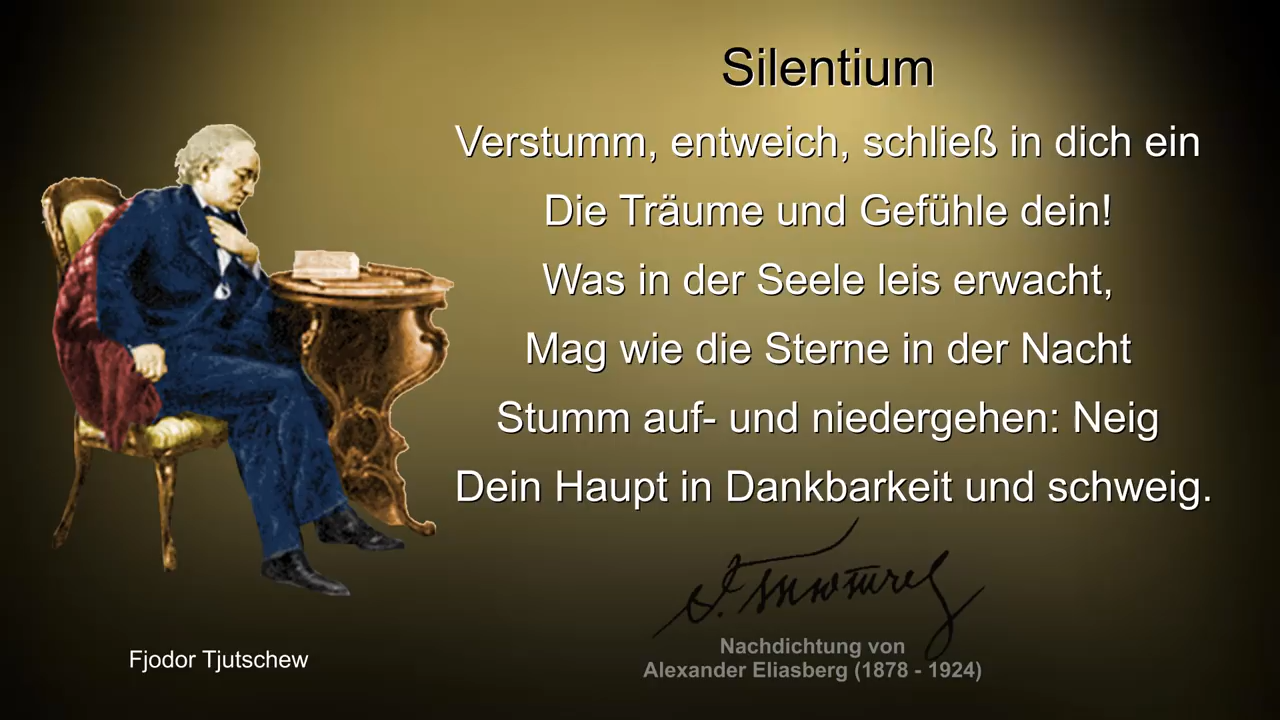 Silentium
Verstumm, entweich, schließ in dich ein
Die Träume und Gefühle dein!
Was in der Seele leis erwacht,
Mag wie die Sterne in der Nacht
Stumm auf- und niedergehen: Neig
Dein Haupt in Dankbarkeit und schweig.
Ѳ. Тютчев
Nachdichtung von
Alexander Eliasberg (1878 - 1924)
Fjodor Tjutschew